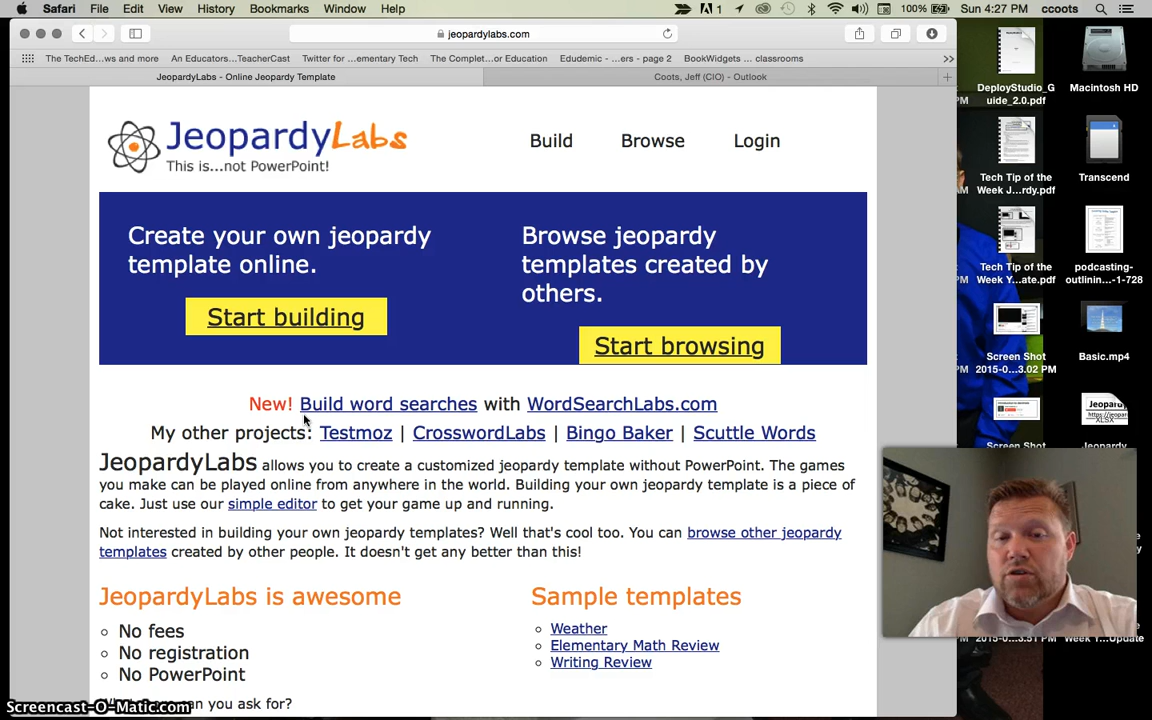 Safari File Edit View History Bookmarks Window Help
1 100% Sun 4:27 PM ccoots
jeopardylabs.com
The TechEd...ws and more An Educators...TeacherCast Twitter for ...ementary Tech The Complet...or Education Edudemic - ...ers - page 2 BookWidgets ... classrooms
JeopardyLabs - Online Jeopardy Template Coots, Jeff (CIO) - Outlook
JeopardyLabs
This is...not PowerPoint!
Build Browse Login
Create your own jeopardy
template online.
Start building
Browse jeopardy
templates created by
others.
Start browsing
New! Build word searches with WordSearchLabs.com
My other projects: Testmoz | CrosswordLabs | Bingo Baker | Scuttle Words
JeopardyLabs allows you to create a customized jeopardy template without PowerPoint. The games
you make can be played online from anywhere in the world. Building your own jeopardy template is a piece of
cake. Just use our simple editor to get your game up and running.
Not interested in building your own jeopardy templates? Well that's cool too. You can browse other jeopardy
templates created by other people. It doesn't get any better than this!
JeopardyLabs is awesome
No fees
No registration
No PowerPoint
can you ask for?
Sample templates
Weather
Elementary Math Review
Writing Review
DeployStudio_G
uide_2.0.pdf
Macintosh HD
Tech Tip of the
Week J...rdy.pdf
Transcend
Tech Tip of the
Week Y...ate.pdf
podcasting-
outlinin...-1-728
Screen Shot
2015-0...3.02 PM
Basic.mp4
Screen Shot
Jeopardy
XLSX
Screencast-O-Matic.com